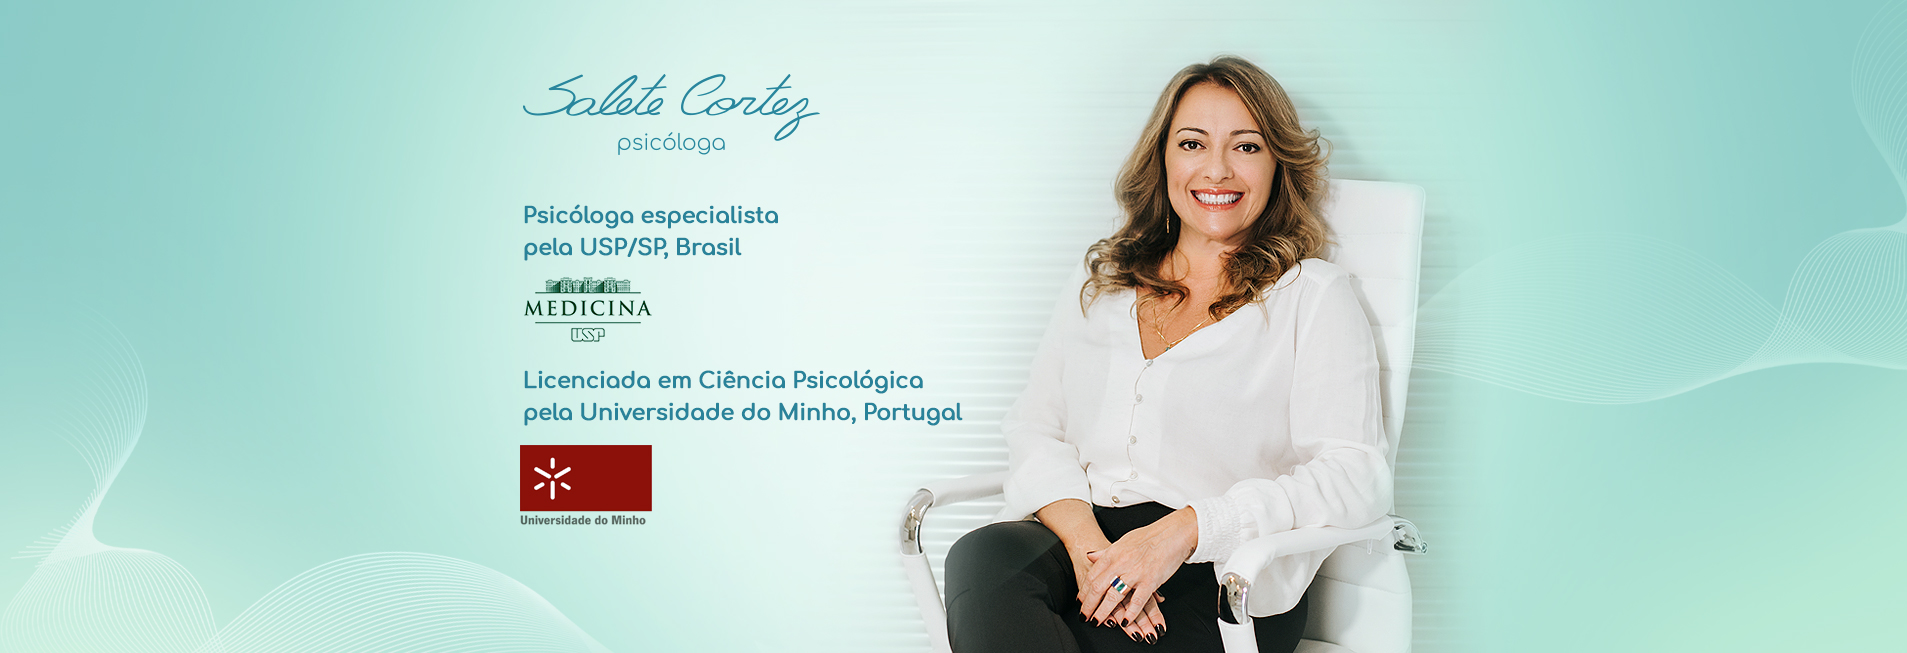 Salete Cortez
psicóloga
Psicóloga especialista
pela USP/SP, Brasil
MEDICINA
USP
Licenciada em Ciência Psicológica
pela Universidade do Minho, Portugal
Universidade do Minho